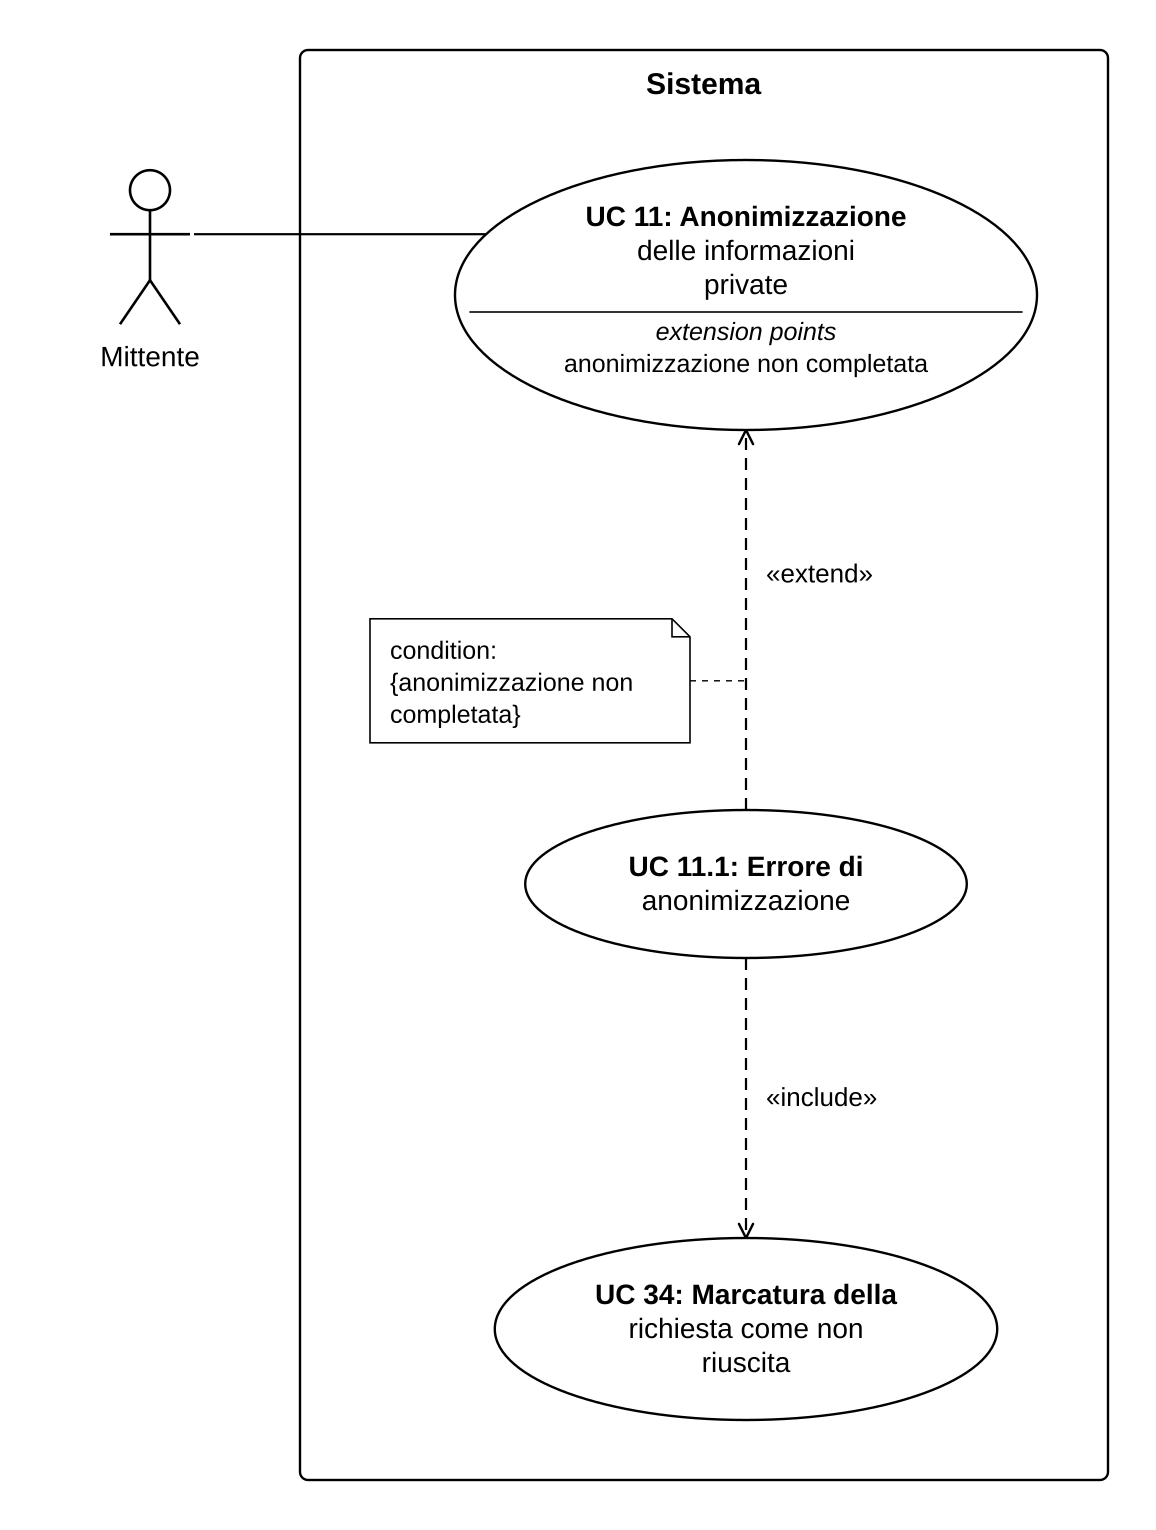 Sistema
UC 11: Anonimizzazione
delle informazioni
private
extension points
anonimizzazione non completata
Mittente
«extend»
condition:
{anonimizzazione non
completata}
UC 11.1: Errore di
anonimizzazione
«include»
UC 34: Marcatura della
richiesta come non
riuscita